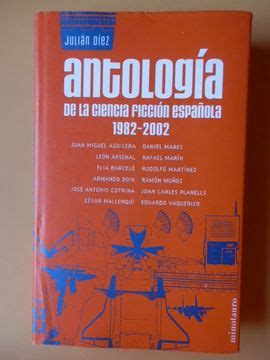 JULIÁN DÍEZ
antología
DE LA CIENCIA FICCIÓN ESPAÑOLA
1982-2002
JUAN MIGUEL AGUILERA DANIEL MARES
LEÓN ARSENAL RAFAEL MARÍN
ELIA BARCELÓ RODOLFO MARTÍNEZ
ARMANDO BOIX RAMÓN MUÑOZ
JOSÉ ANTONIO COTRINA JOAN CARLES PLANELLS
CÉSAR MALLORQUÍ EDUARDO VAQUERIZO
minotauro